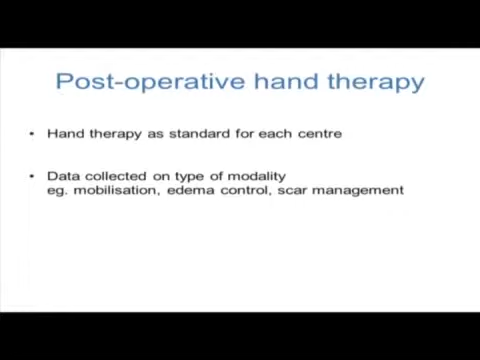 Post-operative hand therapy
• Hand therapy as standard for each centre
• Data collected on type of modality
eg. mobilisation, edema control, scar management